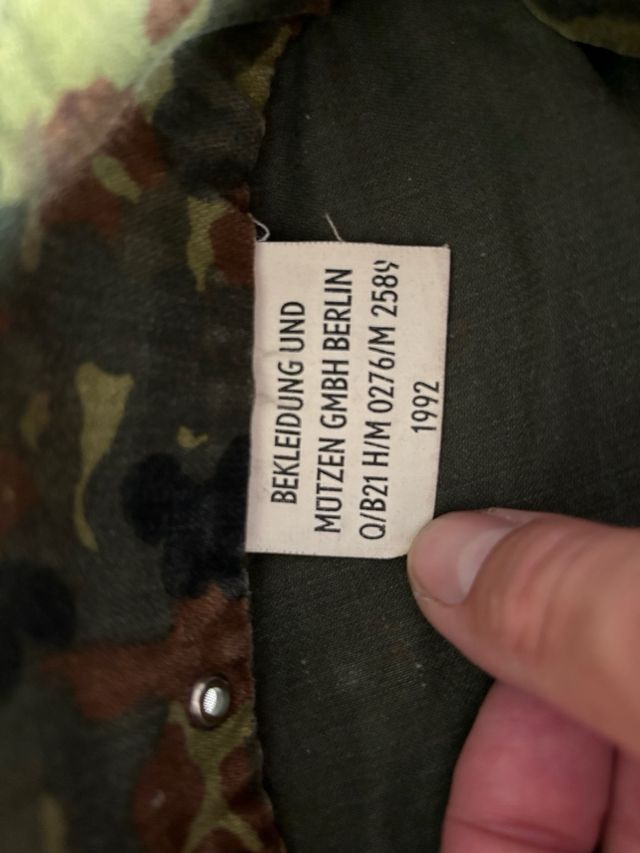 BEKLEIDUNG UND
MÜTZEN GMBH BERLIN
Q/B21 H/M 0276/M 2589
1992